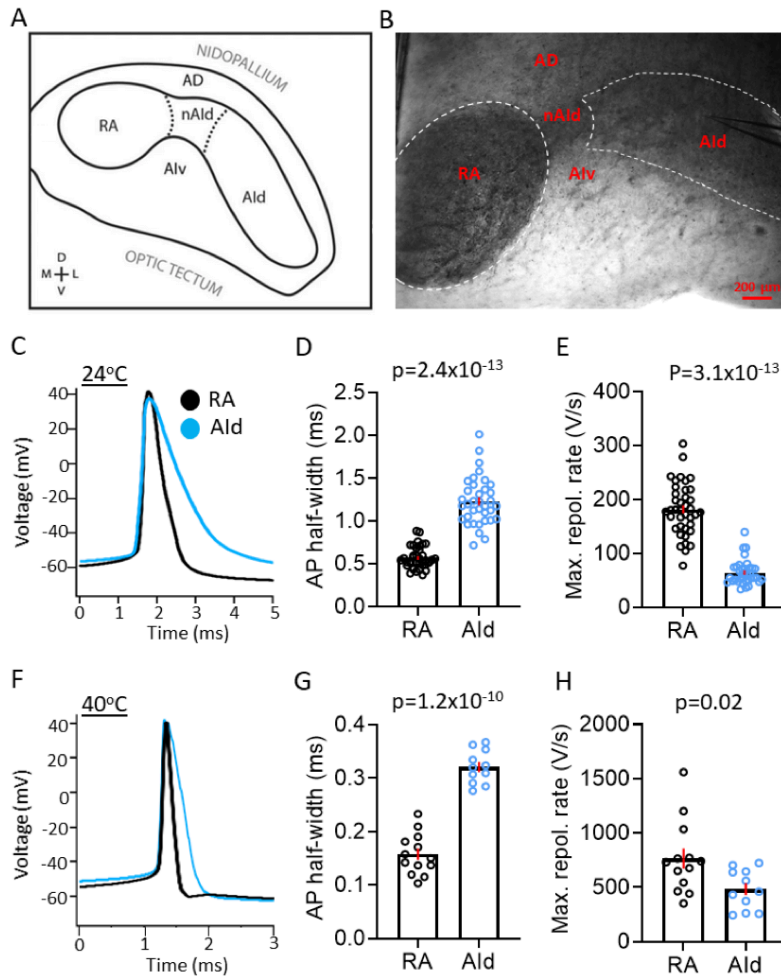 A
NIDOPALLIUM
AD
RA
nAId
AIv
AId
D
M L
V
OPTIC TECTUM
B
AD
nAId
AId
RA
AIv
200 µm
C
24°C
RA
AId
Voltage (mV)
40
20
0
-20
-40
-60
0 1 2 3 4 5
Time (ms)
D
p=2.4x10-13
AP half-width (ms)
2.5
2.0
1.5
1.0
0.5
0.0
RA AId
E
P=3.1x10-13
Max. repol. rate (V/s)
400
300
200
100
0
RA AId
F
40°C
Voltage (mV)
40
20
0
-20
-40
-60
0 1 2 3
Time (ms)
G
p=1.2x10-10
AP half-width (ms)
0.4
0.3
0.2
0.1
0.0
RA AId
H
p=0.02
Max. repol. rate (V/s)
2000
1500
1000
500
0
RA AId